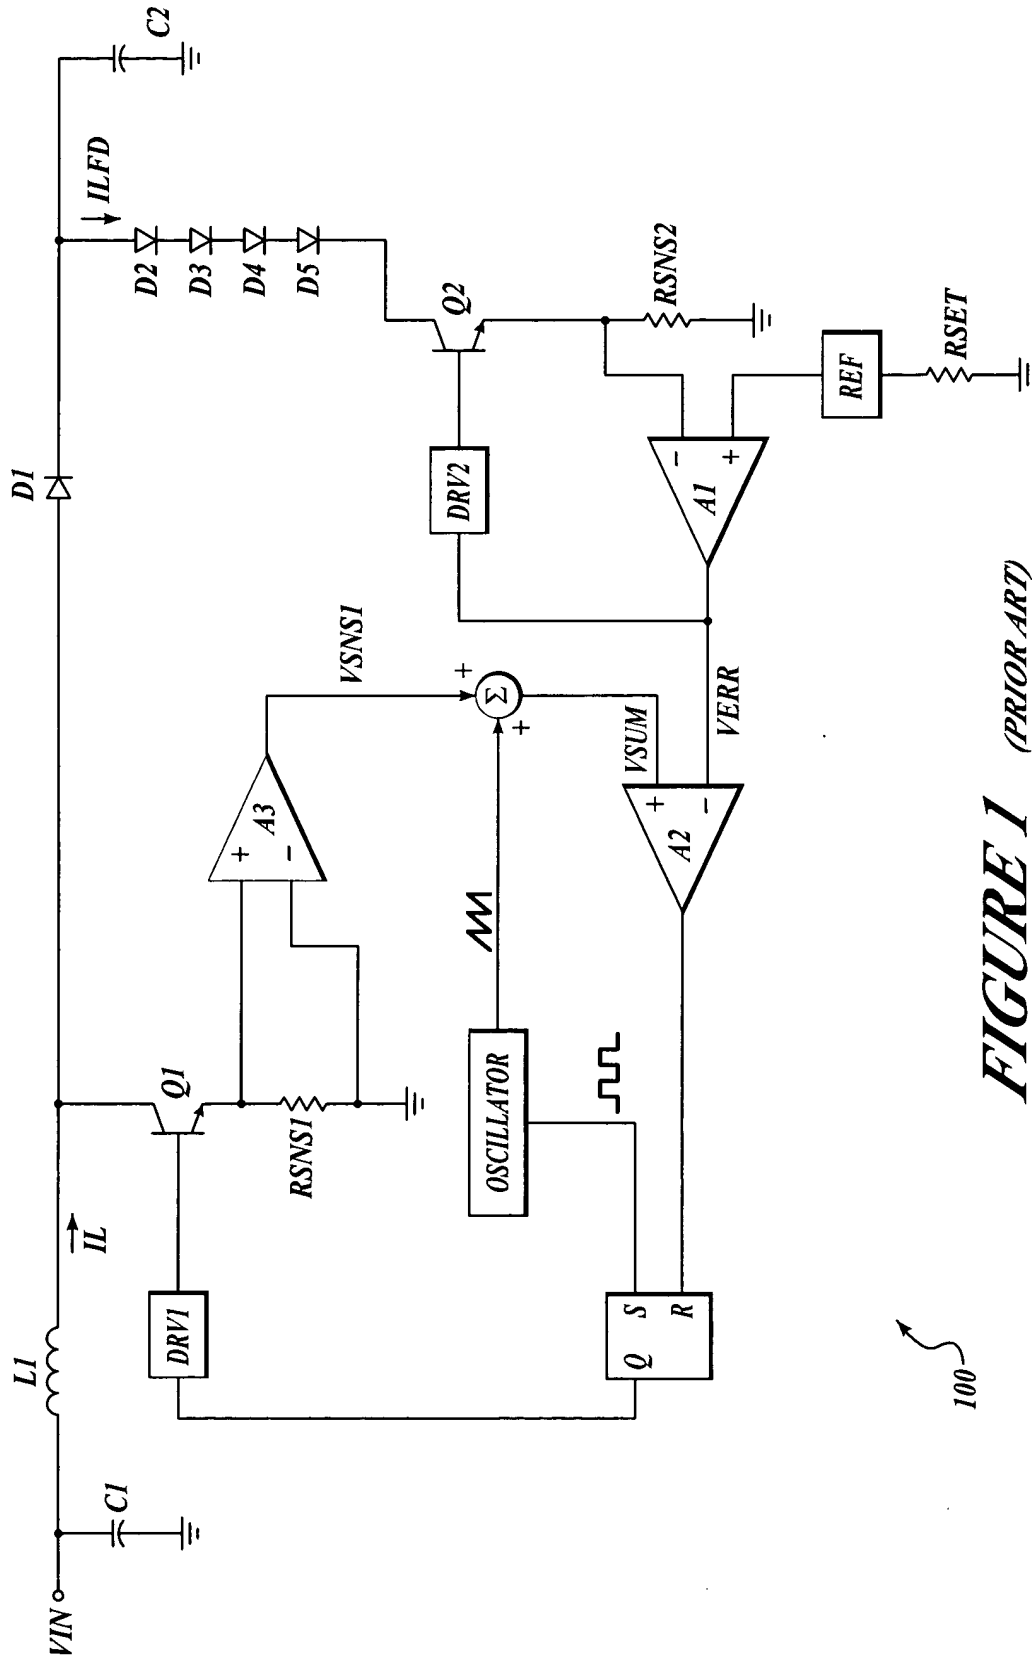 VIN
C1
L1
IL
D1
C2
ILFD
D2
D3
D4
D5
DRV1
Q1
RSNS1
A3
+
−
VSNS1
+
Σ
+
OSCILLATOR
DRV2
Q2
RSNS2
VSUM
VERR
Q
S
R
A2
+
−
A1
−
+
REF
RSET
100
FIGURE 1 (PRIOR ART)